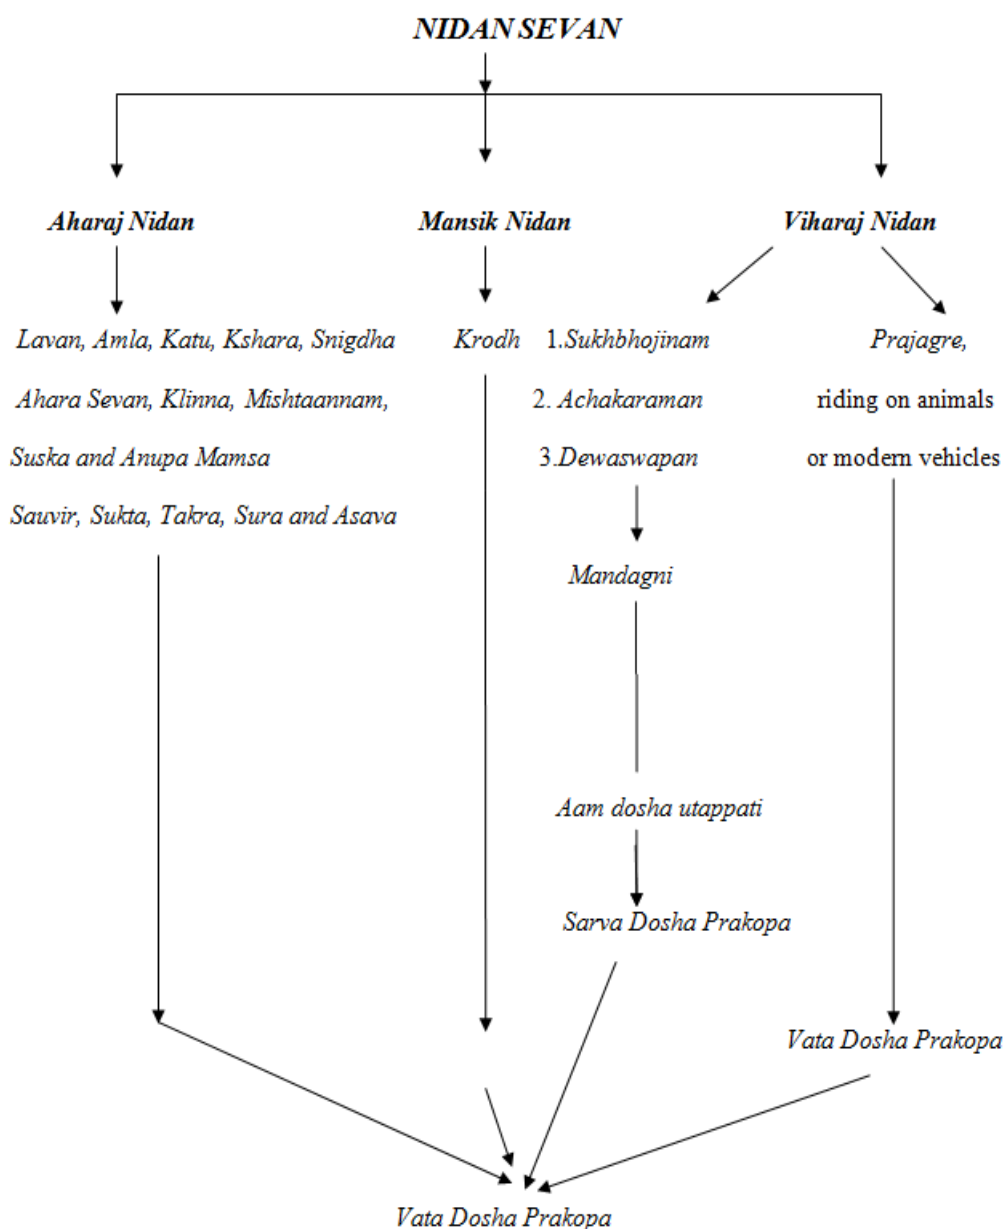 NIDAN SEVAN
Aharaj Nidan
Mansik Nidan
Viharaj Nidan
Lavan, Amla, Katu, Kshara, Snigdha
Ahara Sevan, Klinna, Mishtaannam,
Suska and Anupa Mamsa
Sauvir, Sukta, Takra, Sura and Asava
Krodh
1.Sukhbhojinam
2. Achakaraman
3.Dewaswapan
Prajagre,
riding on animals
or modern vehicles
Mandagni
Aam dosha utappati
Sarva Dosha Prakopa
Vata Dosha Prakopa
Vata Dosha Prakopa